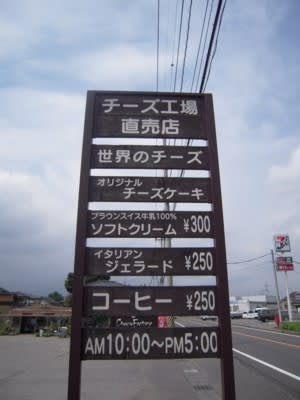 チーズ工場
直売店
世界のチーズ
オリジナル
チーズケーキ
ブラウンスイス牛乳100%
ソフトクリーム ¥300
イタリアン
ジェラード ¥250
コーヒー ¥250
AM10:00～PM5:00
Cheese Factory
7